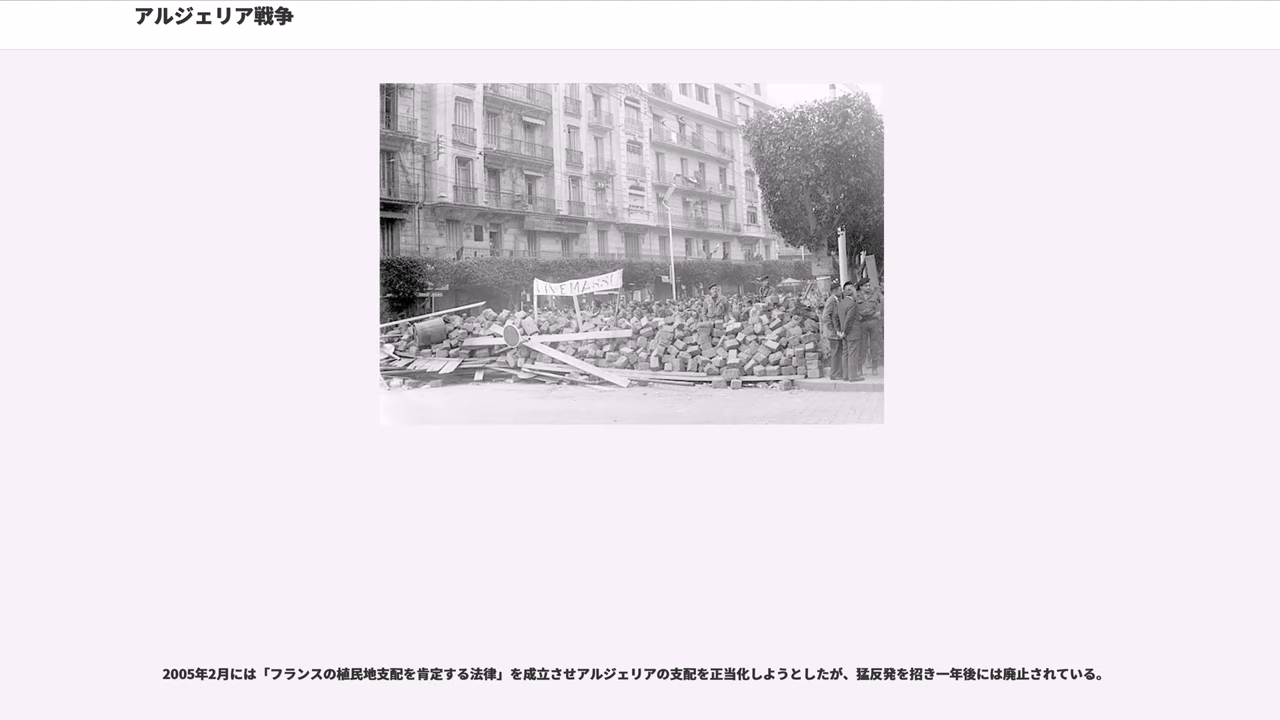 アルジェリア戦争
VIVE MASSU
2005年2月には「フランスの植民地支配を肯定する法律」を成立させアルジェリアの支配を正当化しようとしたが、猛反発を招き一年後には廃止されている。